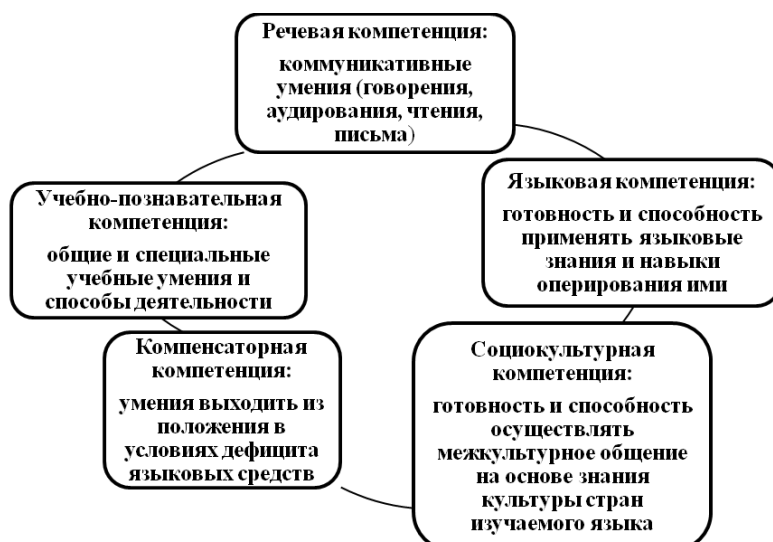 Речевая компетенция:
коммуникативные
умения (говорения,
аудирования, чтения,
письма)
Языковая компетенция:
готовность и способность
применять языковые
знания и навыки
оперирования ими
Социокультурная
компетенция:
готовность и способность
осуществлять
межкультурное общение
на основе знания
культуры стран
изучаемого языка
Компенсаторная
компетенция:
умения выходить из
положения в
условиях дефицита
языковых средств
Учебно-познавательная
компетенция:
общие и специальные
учебные умения и
способы деятельности